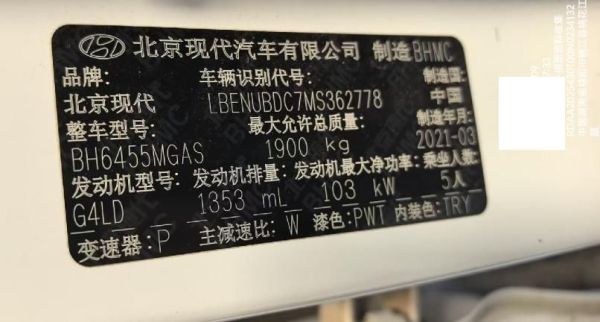 北京现代汽车有限公司 制造 BHMC
品牌: 车辆识别代号: 制造国:
北京现代 LBENUBDC7MS362778 中国
整车型号: 最大允许总质量: 制造年月:
BH6455MGAS 1900 kg 2021-03
发动机型号: 发动机排量: 发动机最大净功率: 乘坐人数:
G4LD 1353 mL 103 kW 5人
变速器: P 主减速比: W 漆色: PWT 内装色: TRY